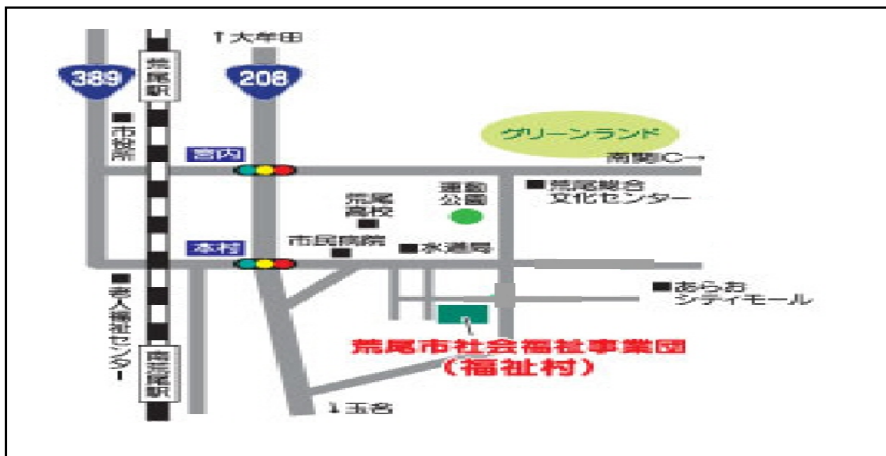 ↑大牟田
389
荒尾駅
208
■市役所
宮内
グリーンランド
南関IC→
荒尾高校■
運動公園
■荒尾総合
文化センター
本村
市民病院■
■水道局
■老人福祉センター
■あらお
シティモール
南荒尾駅
荒尾市社会福祉事業団
(福祉村)
↓玉名